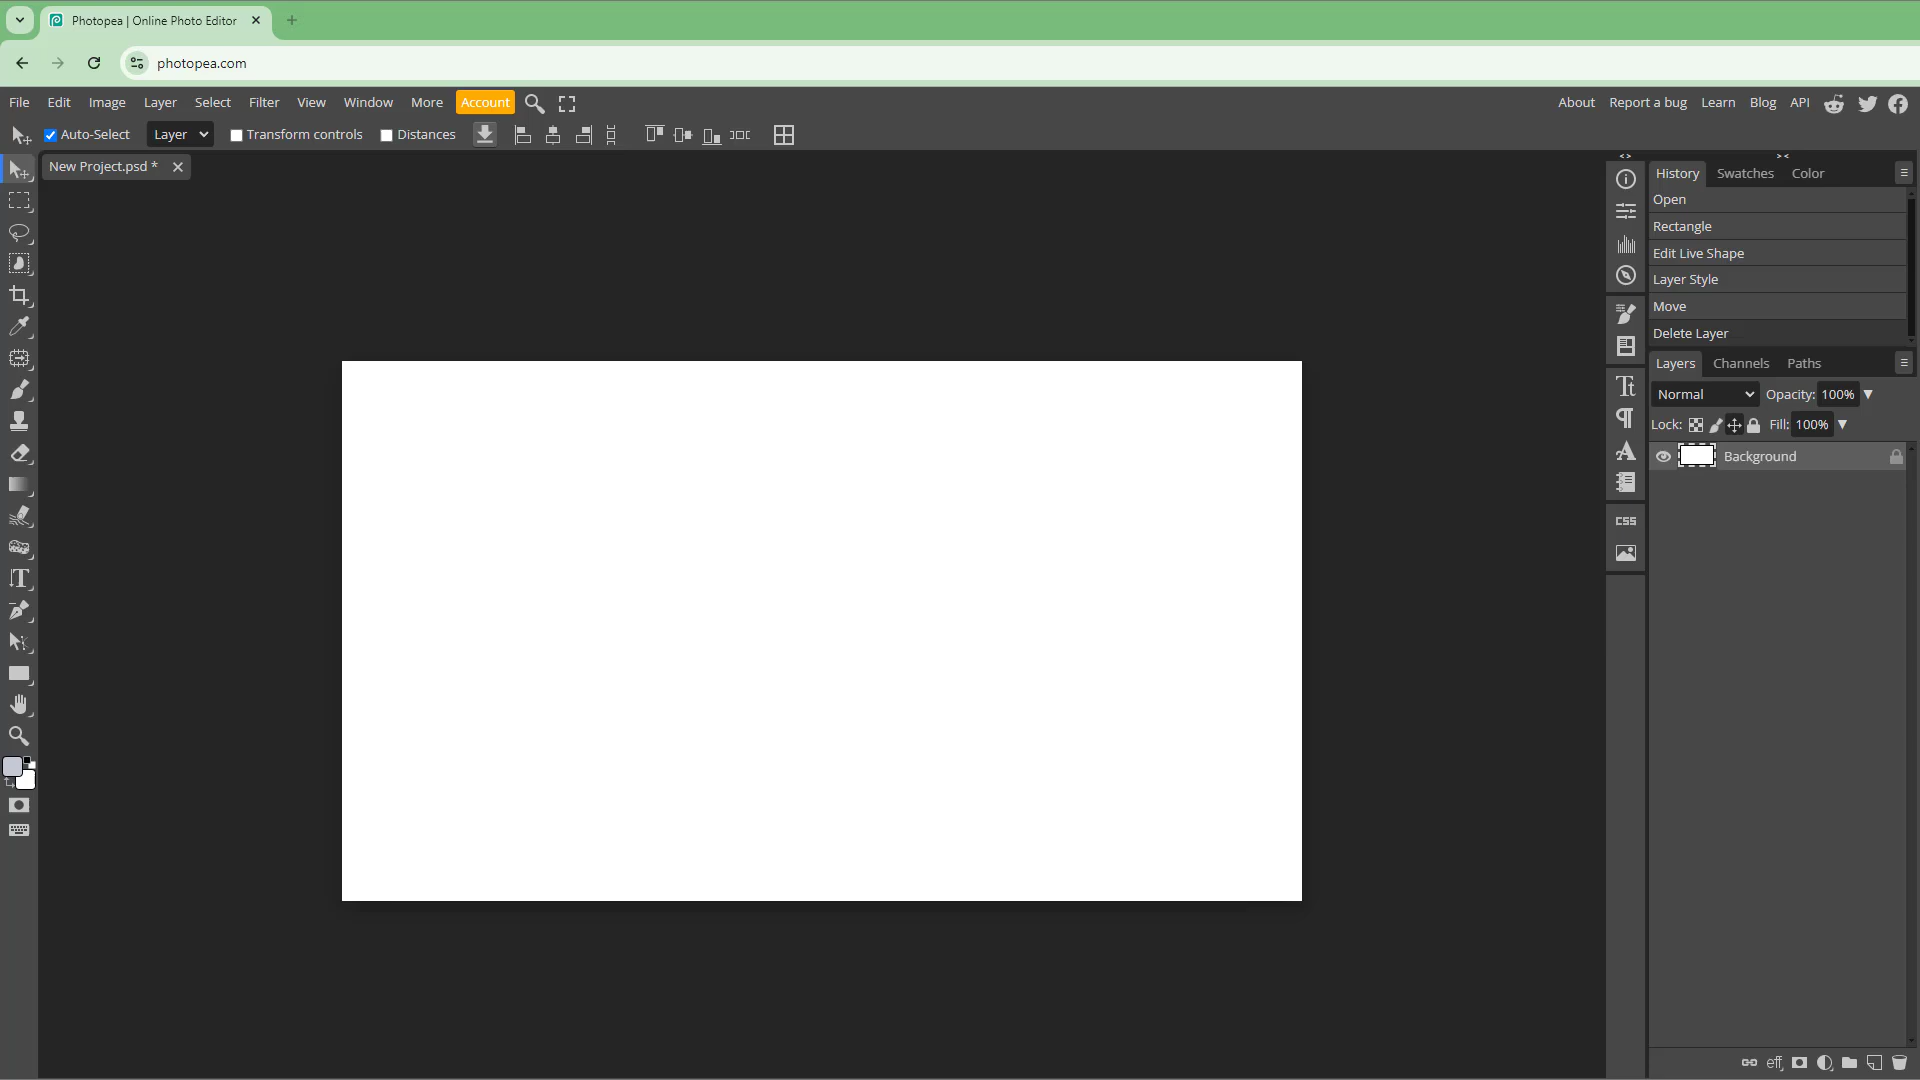 Photopea | Online Photo Editor
photopea.com
File Edit Image Layer Select Filter View Window More Account
About Report a bug Learn Blog API
Auto-Select Layer Transform controls Distances
New Project.psd *
History Swatches Color
Open
Rectangle
Edit Live Shape
Layer Style
Move
Delete Layer
Layers Channels Paths
Normal Opacity: 100%
Lock: Fill: 100%
Background
CSS
eff